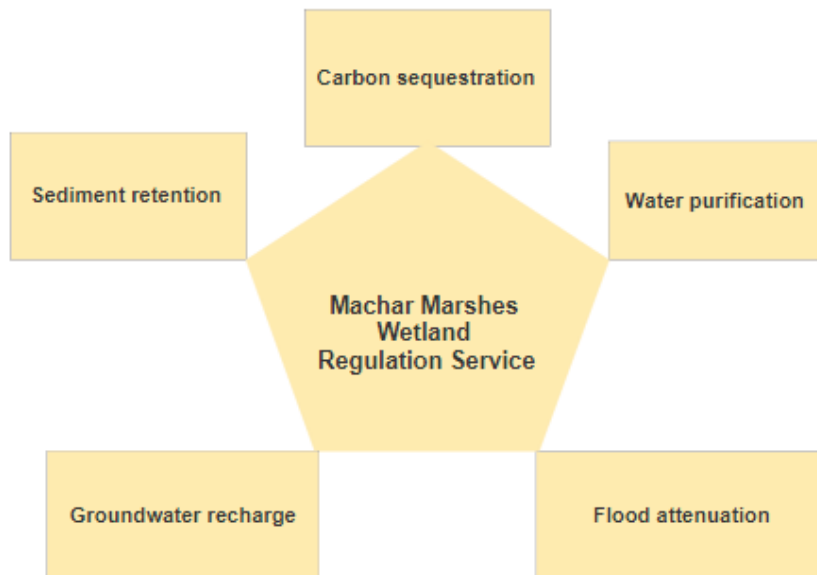 Carbon sequestration
Sediment retention
Water purification
Machar Marshes
Wetland
Regulation Service
Groundwater recharge
Flood attenuation